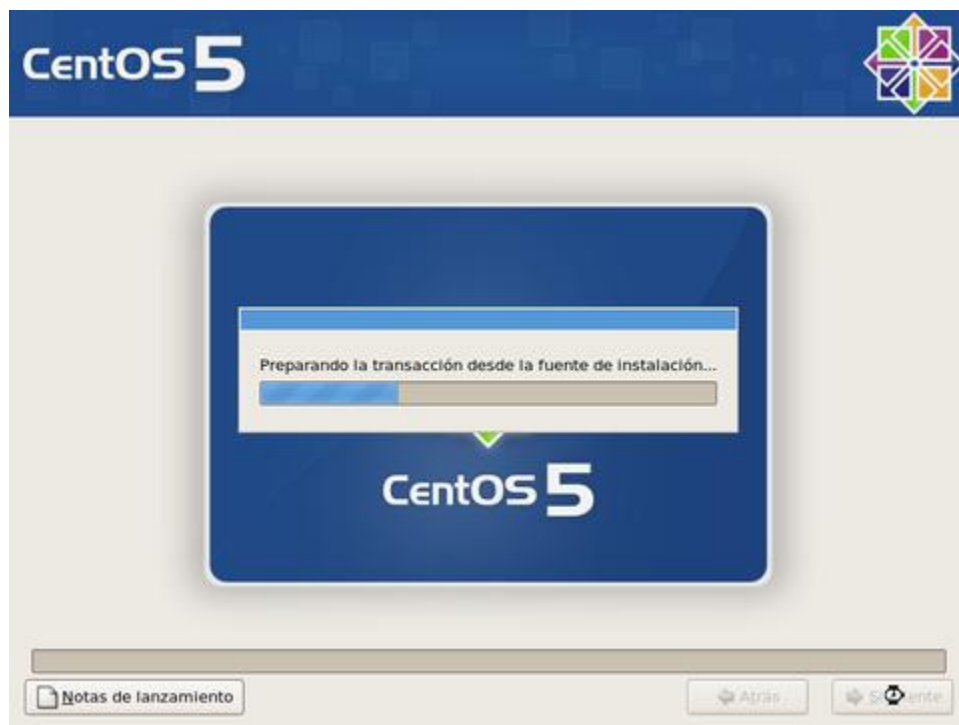 CentOS 5
Preparando la transacción desde la fuente de instalación...
CentOS 5
Notas de lanzamiento
Atrás